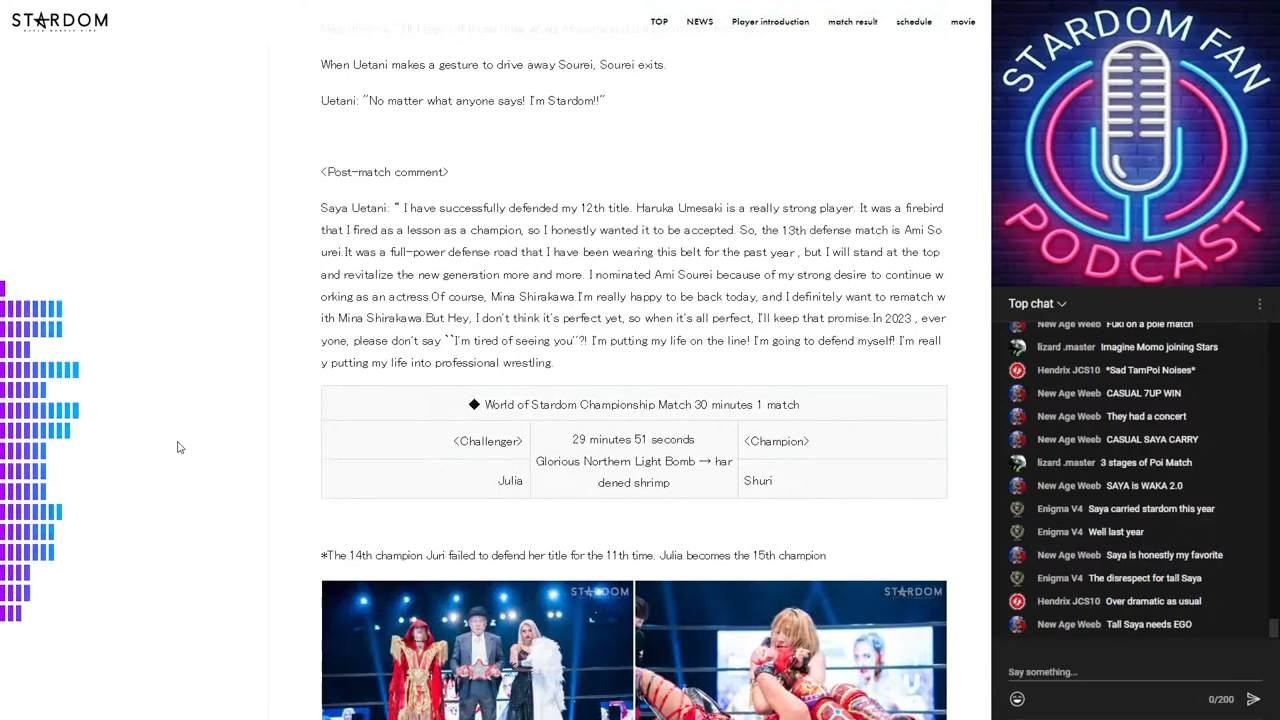 STARDOM
TOP
NEWS
Player introduction
match result
schedule
movie
When Uetani makes a gesture to drive away Sourei, Sourei exits.
Uetani: "No matter what anyone says! I'm Stardom!!"
<Post-match comment>
Saya Uetani: " I have successfully defended my 12th title. Haruka Umesaki is a really strong player. It was a firebird
that I fired as a lesson as a champion, so I honestly wanted it to be accepted. So, the 13th defense match is Ami So
urei.It was a full-power defense road that I have been wearing this belt for the past year , but I will stand at the top
and revitalize the new generation more and more. I nominated Ami Sourei because of my strong desire to continue w
orking as an actress.Of course, Mina Shirakawa.I'm really happy to be back today, and I definitely want to rematch w
ith Mina Shirakawa.But Hey, I don't think it's perfect yet, so when it's all perfect, I'll keep that promise.In 2023 , ever
yone, please don't say ``I'm tired of seeing you''?! I'm putting my life on the line! I'm going to defend myself! I'm reall
y putting my life into professional wrestling.
◆ World of Stardom Championship Match 30 minutes 1 match
<Challenger>
29 minutes 51 seconds
<Champion>
Glorious Northern Light Bomb → har
dened shrimp
Julia
Shuri
*The 14th champion Juri failed to defend her title for the 11th time. Julia becomes the 15th champion
STARDOM
STARDOM
STARDOM FAN
PODCAST
Top chat
New Age Weeb Fuki on a pole match
lizard .master Imagine Momo joining Stars
Hendrix JCS10 *Sad TamPoi Noises*
New Age Weeb CASUAL 7UP WIN
New Age Weeb They had a concert
New Age Weeb CASUAL SAYA CARRY
lizard .master 3 stages of Poi Match
New Age Weeb SAYA is WAKA 2.0
Enigma V4 Saya carried stardom this year
Enigma V4 Well last year
New Age Weeb Saya is honestly my favorite
Enigma V4 The disrespect for tall Saya
Hendrix JCS10 Over dramatic as usual
New Age Weeb Tall Saya needs EGO
Say something...
0/200